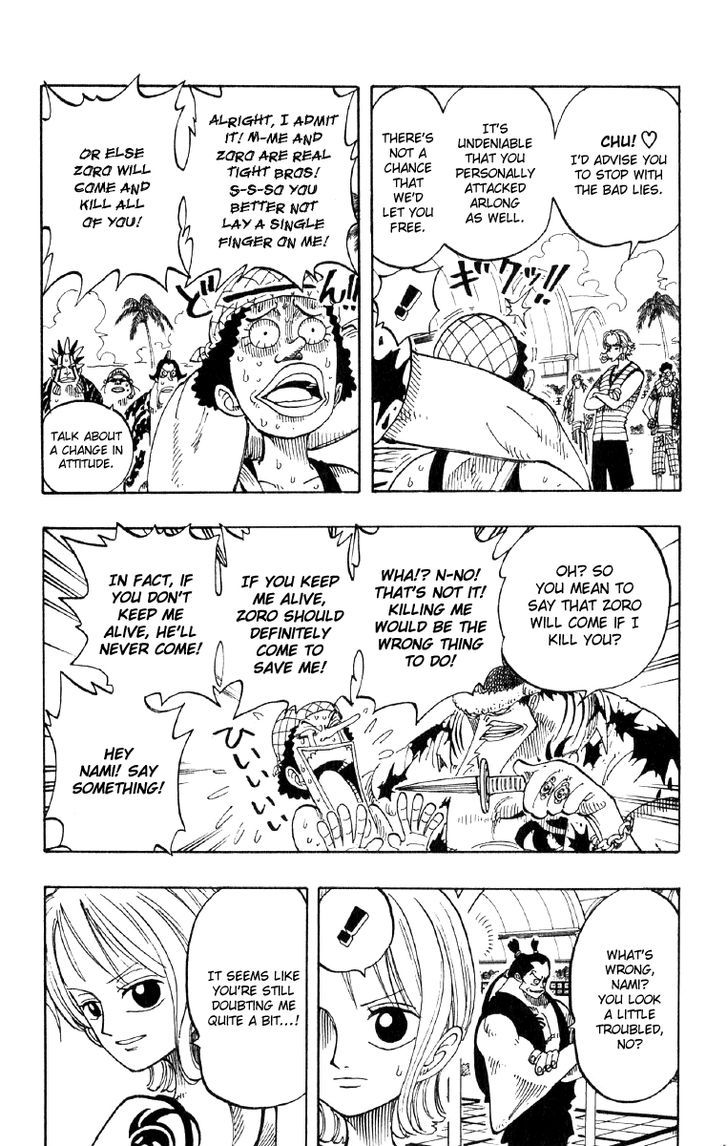 CHU! ♡
I'D ADVISE YOU
TO STOP WITH
THE BAD LIES.
IT'S
UNDENIABLE
THAT YOU
PERSONALLY
ATTACKED
ARLONG
AS WELL.
THERE'S
NOT A
CHANCE
THAT
WE'D
LET YOU
FREE.
!
ギクッ!!
ALRIGHT, I ADMIT
IT! M-ME AND
ZORO ARE REAL
TIGHT BROS!
S-S-SO YOU
BETTER NOT
LAY A SINGLE
FINGER ON ME!
OR ELSE
ZORO WILL
COME AND
KILL ALL
OF YOU!
どん!!
TALK ABOUT
A CHANGE IN
ATTITUDE.
OH? SO
YOU MEAN TO
SAY THAT ZORO
WILL COME IF I
KILL YOU?
WHA!? N-NO!
THAT'S NOT IT!
KILLING ME
WOULD BE THE
WRONG THING
TO DO!
IF YOU KEEP
ME ALIVE,
ZORO SHOULD
DEFINITELY
COME TO
SAVE ME!
IN FACT, IF
YOU DON'T
KEEP ME
ALIVE, HE'LL
NEVER COME!
ひいいいい
HEY
NAMI! SAY
SOMETHING!
WHAT'S
WRONG,
NAMI?
YOU LOOK
A LITTLE
TROUBLED,
NO?
!
IT SEEMS LIKE
YOU'RE STILL
DOUBTING ME
QUITE A BIT...!